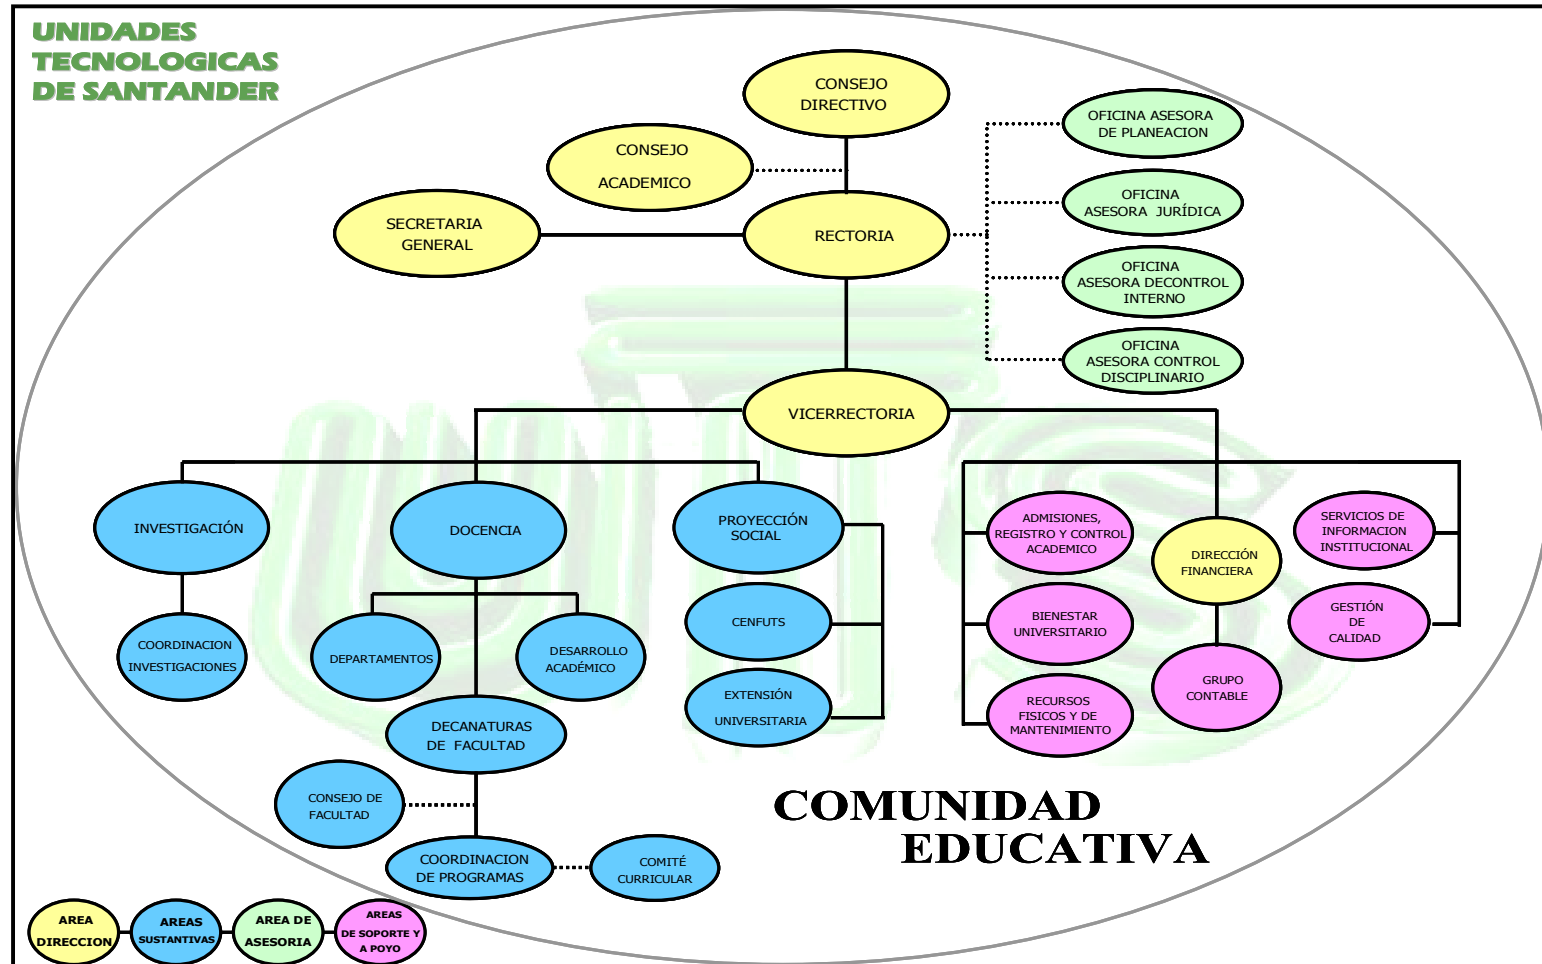 UNIDADES
TECNOLOGICAS
DE SANTANDER
CONSEJO
DIRECTIVO
CONSEJO
ACADEMICO
SECRETARIA
GENERAL
RECTORIA
OFICINA ASESORA
DE PLANEACION
OFICINA
ASESORA JURÍDICA
OFICINA
ASESORA DECONTROL
INTERNO
OFICINA
ASESORA CONTROL
DISCIPLINARIO
VICERRECTORIA
INVESTIGACIÓN
DOCENCIA
PROYECCIÓN
SOCIAL
ADMISIONES,
REGISTRO Y CONTROL
ACADEMICO
DIRECCIÓN
FINANCIERA
SERVICIOS DE
INFORMACION
INSTITUCIONAL
COORDINACION
INVESTIGACIONES
DEPARTAMENTOS
DESARROLLO
ACADÉMICO
CENFUTS
BIENESTAR
UNIVERSITARIO
GESTIÓN
DE
CALIDAD
DECANATURAS
DE FACULTAD
EXTENSIÓN
UNIVERSITARIA
RECURSOS
FISICOS Y DE
MANTENIMIENTO
GRUPO
CONTABLE
CONSEJO DE
FACULTAD
COORDINACION
DE PROGRAMAS
COMITÉ
CURRICULAR
COMUNIDAD
EDUCATIVA
AREA
DIRECCION
AREAS
SUSTANTIVAS
AREA DE
ASESORIA
AREAS
DE SOPORTE Y
A POYO
uts